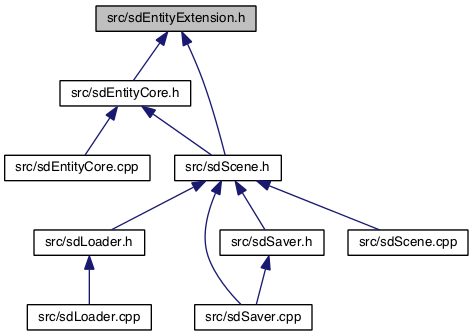 src/sdEntityExtension.h
src/sdEntityCore.h
src/sdEntityCore.cpp
src/sdScene.h
src/sdLoader.h
src/sdSaver.h
src/sdScene.cpp
src/sdLoader.cpp
src/sdSaver.cpp